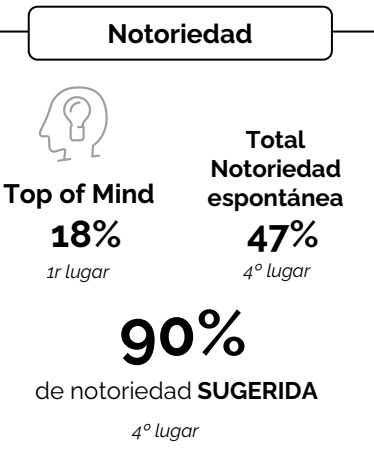 Notoriedad
Top of Mind
18%
1r lugar
Total
Notoriedad
espontánea
47%
4º lugar
90%
de notoriedad SUGERIDA
4º lugar